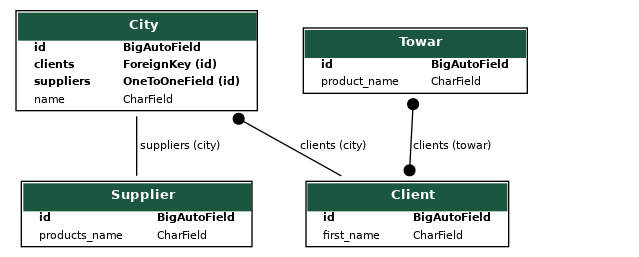 City
id BigAutoField
clients ForeignKey (id)
suppliers OneToOneField (id)
name CharField
Towar
id BigAutoField
product_name CharField
suppliers (city)
clients (city)
clients (towar)
Supplier
id BigAutoField
products_name CharField
Client
id BigAutoField
first_name CharField